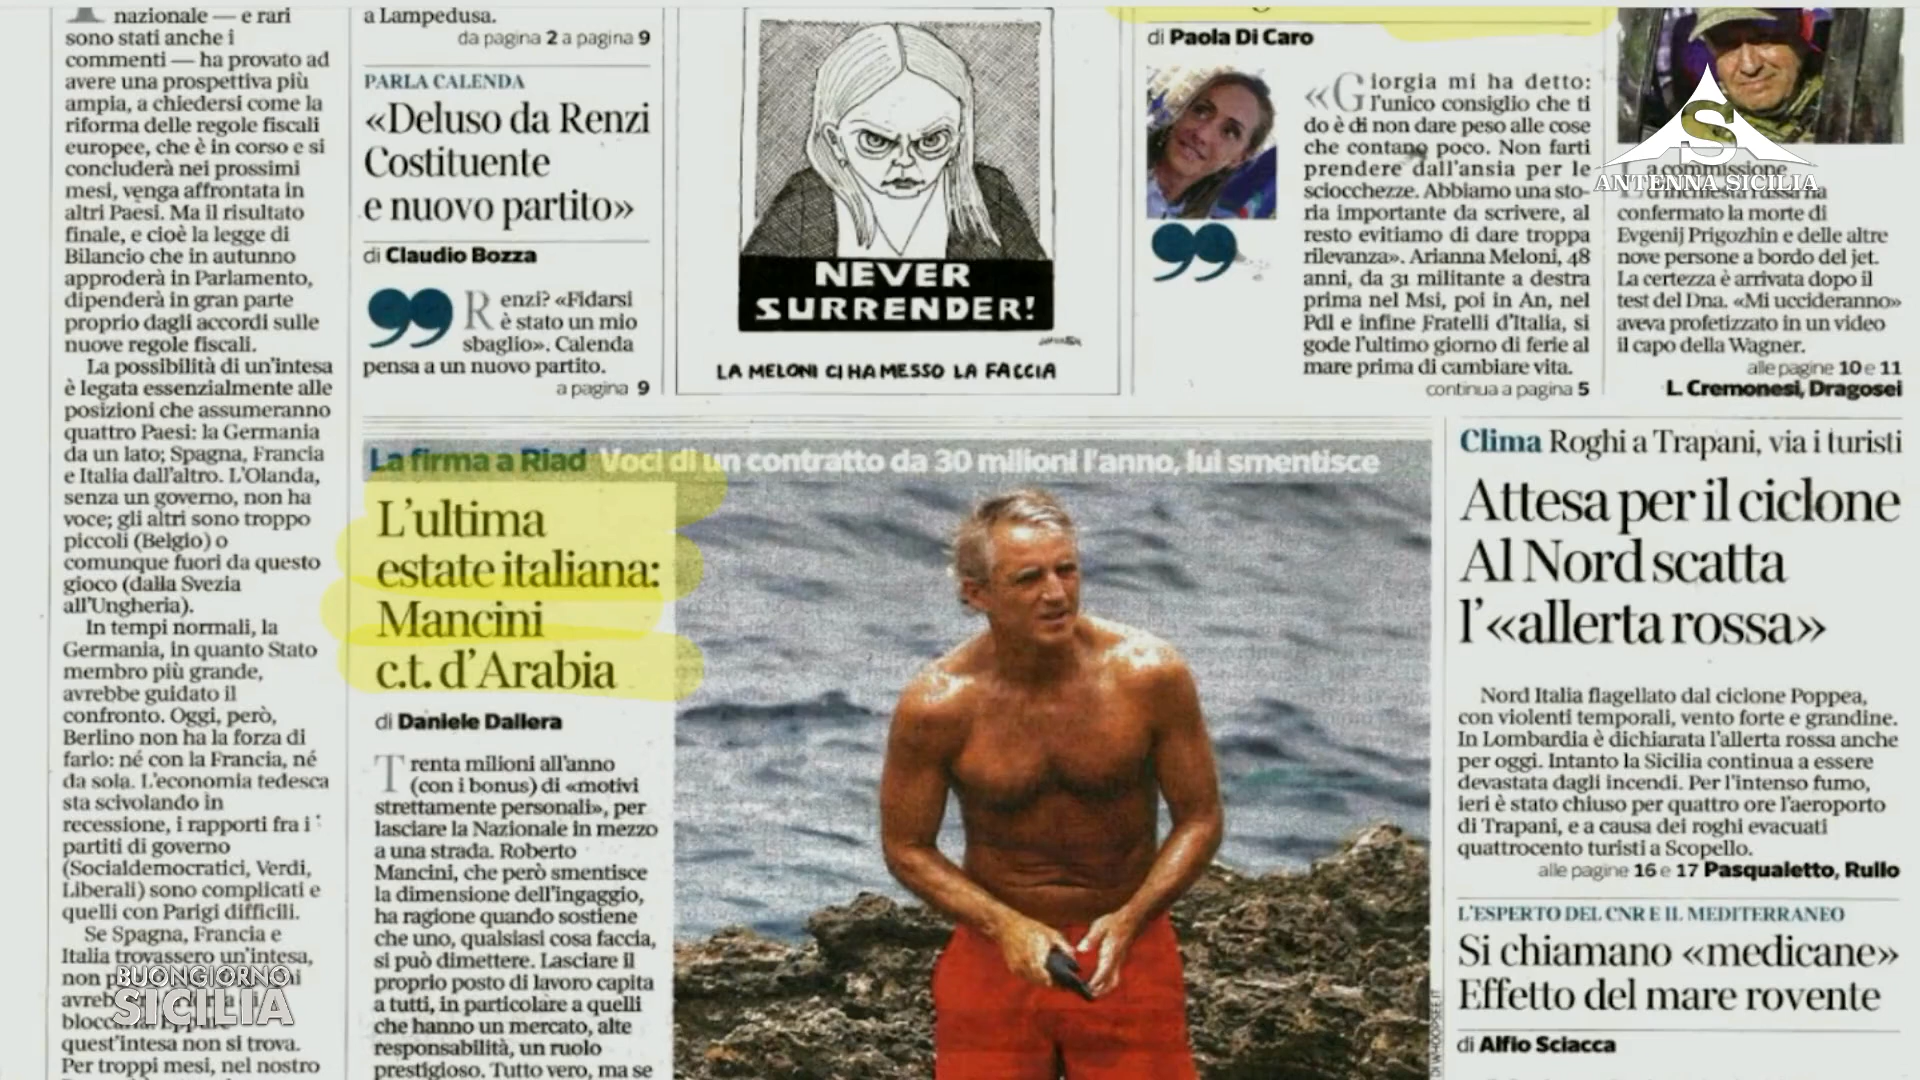 nazionale — e rari
sono stati anche i
commenti — ha provato ad
avere una prospettiva più
ampia, a chiedersi come la
riforma delle regole fiscali
europee, che è in corso e si
concluderà nei prossimi
mesi, venga affrontata in
altri Paesi. Ma il risultato
finale, e cioè la legge di
Bilancio che in autunno
approderà in Parlamento,
dipenderà in gran parte
proprio dagli accordi sulle
nuove regole fiscali.
La possibilità di un'intesa
è legata essenzialmente alle
posizioni che assumeranno
quattro Paesi: la Germania
da un lato; Spagna, Francia
e Italia dall'altro. L'Olanda,
senza un governo, non ha
voce; gli altri sono troppo
piccoli (Belgio) o
comunque fuori da questo
gioco (dalla Svezia
all'Ungheria).
In tempi normali, la
Germania, in quanto Stato
membro più grande,
avrebbe guidato il
confronto. Oggi, però,
Berlino non ha la forza di
farlo: né con la Francia, né
da sola. L'economia tedesca
sta scivolando in
recessione, i rapporti fra i
partiti di governo
(Socialdemocratici, Verdi,
Liberali) sono complicati e
quelli con Parigi difficili.
Se Spagna, Francia e
Italia trovassero un'intesa,
non
avreb
blocca
quest'intesa non si trova.
Per troppi mesi, nel nostro
BUONGIORNO
SICILIA
a Lampedusa.
da pagina 2 a pagina 9
PARLA CALENDA
«Deluso da Renzi
Costituente
e nuovo partito»
di Claudio Bozza
Renzi? «Fidarsi
è stato un mio
sbaglio». Calenda
pensa a un nuovo partito.
a pagina 9
NEVER
SURRENDER!
LA MELONI CI HA MESSO LA FACCIA
di Paola Di Caro
«Giorgia mi ha detto:
l'unico consiglio che ti
do è di non dare peso alle cose
che contano poco. Non farti
prendere dall'ansia per le
sciocchezze. Abbiamo una sto-
ria importante da scrivere, al
resto evitiamo di dare troppa
rilevanza». Arianna Meloni, 48
anni, da 31 militante a destra
prima nel Msi, poi in An, nel
Pdl e infine Fratelli d'Italia, si
gode l'ultimo giorno di ferie al
mare prima di cambiare vita.
continua a pagina 5
S
ANTENNA SICILIA
La commissione
d'inchiesta russa ha
confermato la morte di
Evgenij Prigozhin e delle altre
nove persone a bordo del jet.
La certezza è arrivata dopo il
test del Dna. «Mi uccideranno»
aveva profetizzato in un video
il capo della Wagner.
alle pagine 10 e 11
L. Cremonesi, Dragosei
La firma a Riad Voci di un contratto da 30 milioni l'anno, lui smentisce
L'ultima
estate italiana:
Mancini
c.t. d'Arabia
di Daniele Dallera
Trenta milioni all'anno
(con i bonus) di «motivi
strettamente personali», per
lasciare la Nazionale in mezzo
a una strada. Roberto
Mancini, che però smentisce
la dimensione dell'ingaggio,
ha ragione quando sostiene
che uno, qualsiasi cosa faccia,
si può dimettere. Lasciare il
proprio posto di lavoro capita
a tutti, in particolare a quelli
che hanno un mercato, alte
responsabilità, un ruolo
prestigioso. Tutto vero, ma se
DI WHOOPSEE.IT
Clima Roghi a Trapani, via i turisti
Attesa per il ciclone
Al Nord scatta
l'«allerta rossa»
Nord Italia flagellato dal ciclone Poppea,
con violenti temporali, vento forte e grandine.
In Lombardia è dichiarata l'allerta rossa anche
per oggi. Intanto la Sicilia continua a essere
devastata dagli incendi. Per l'intenso fumo,
ieri è stato chiuso per quattro ore l'aeroporto
di Trapani, e a causa dei roghi evacuati
quattrocento turisti a Scopello.
alle pagine 16 e 17 Pasqualetto, Rullo
L'ESPERTO DEL CNR E IL MEDITERRANEO
Si chiamano «medicane»
Effetto del mare rovente
di Alfio Sciacca